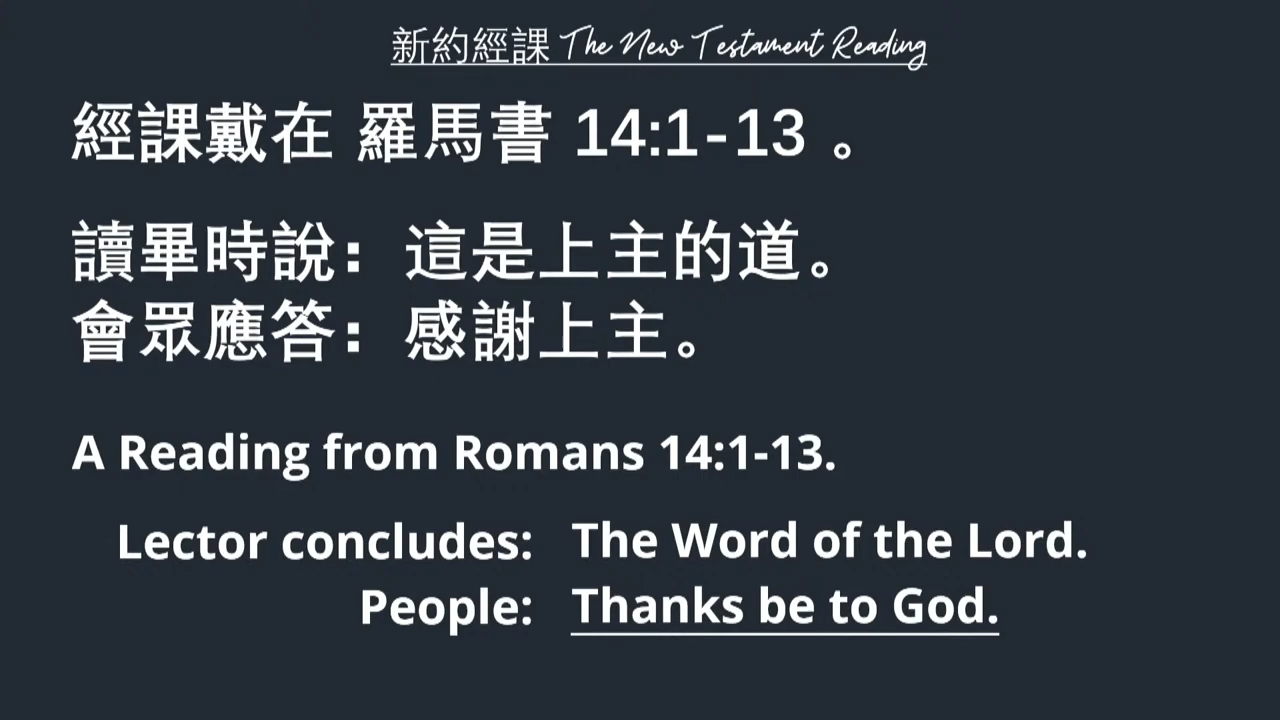 新約經課 The New Testament Reading
經課戴在 羅馬書 14:1-13 。
讀畢時說：這是上主的道。
會眾應答：感謝上主。
A Reading from Romans 14:1-13.
Lector concludes: The Word of the Lord.
People: Thanks be to God.